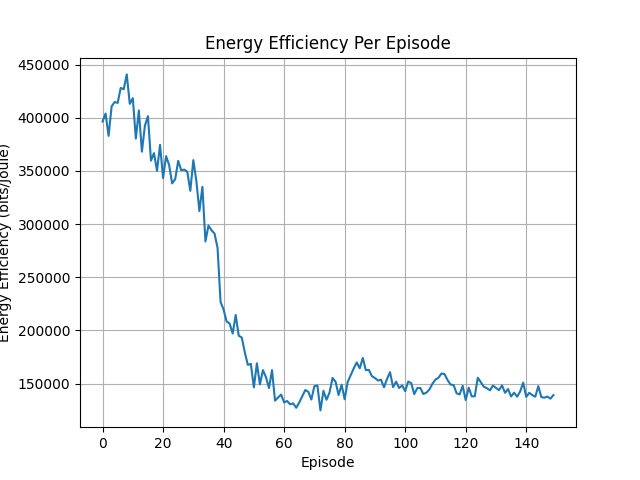 Energy Efficiency Per Episode
Energy Efficiency (bits/Joule)
450000
400000
350000
300000
250000
200000
150000
0 20 40 60 80 100 120 140
Episode